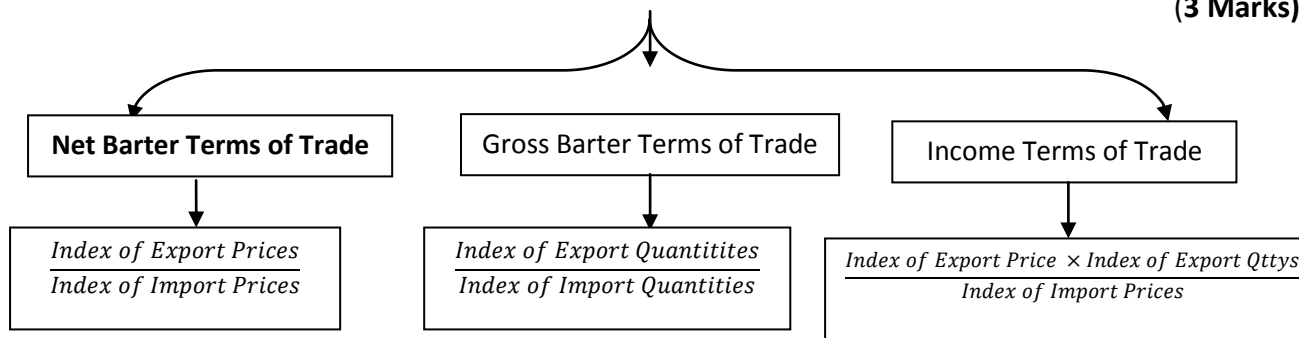 (3 Marks)
Net Barter Terms of Trade
Gross Barter Terms of Trade
Income Terms of Trade
Index of Export Prices
Index of Import Prices
Index of Export Quantitites
Index of Import Quantities
Index of Export Price × Index of Export Qttys
Index of Import Prices